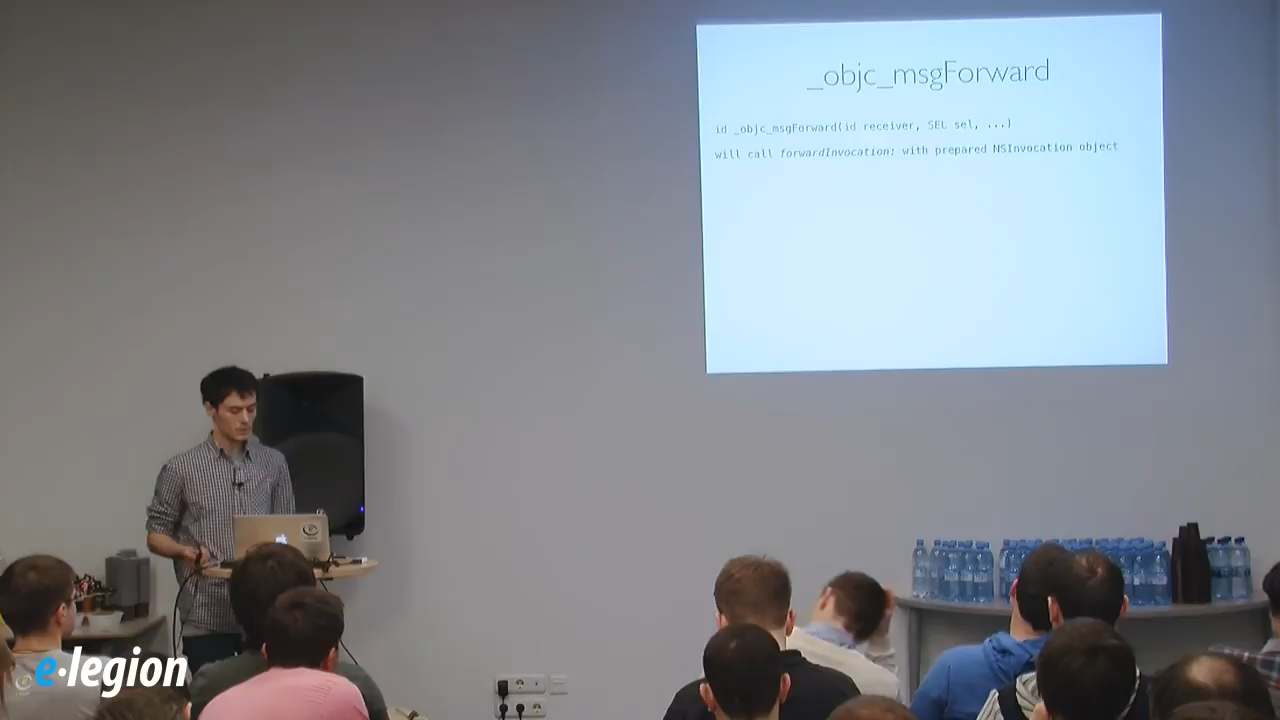 _objc_msgForward
id _objc_msgForward(id receiver, SEL sel, ...)
will call forwardInvocation: with prepared NSInvocation object
e·legion